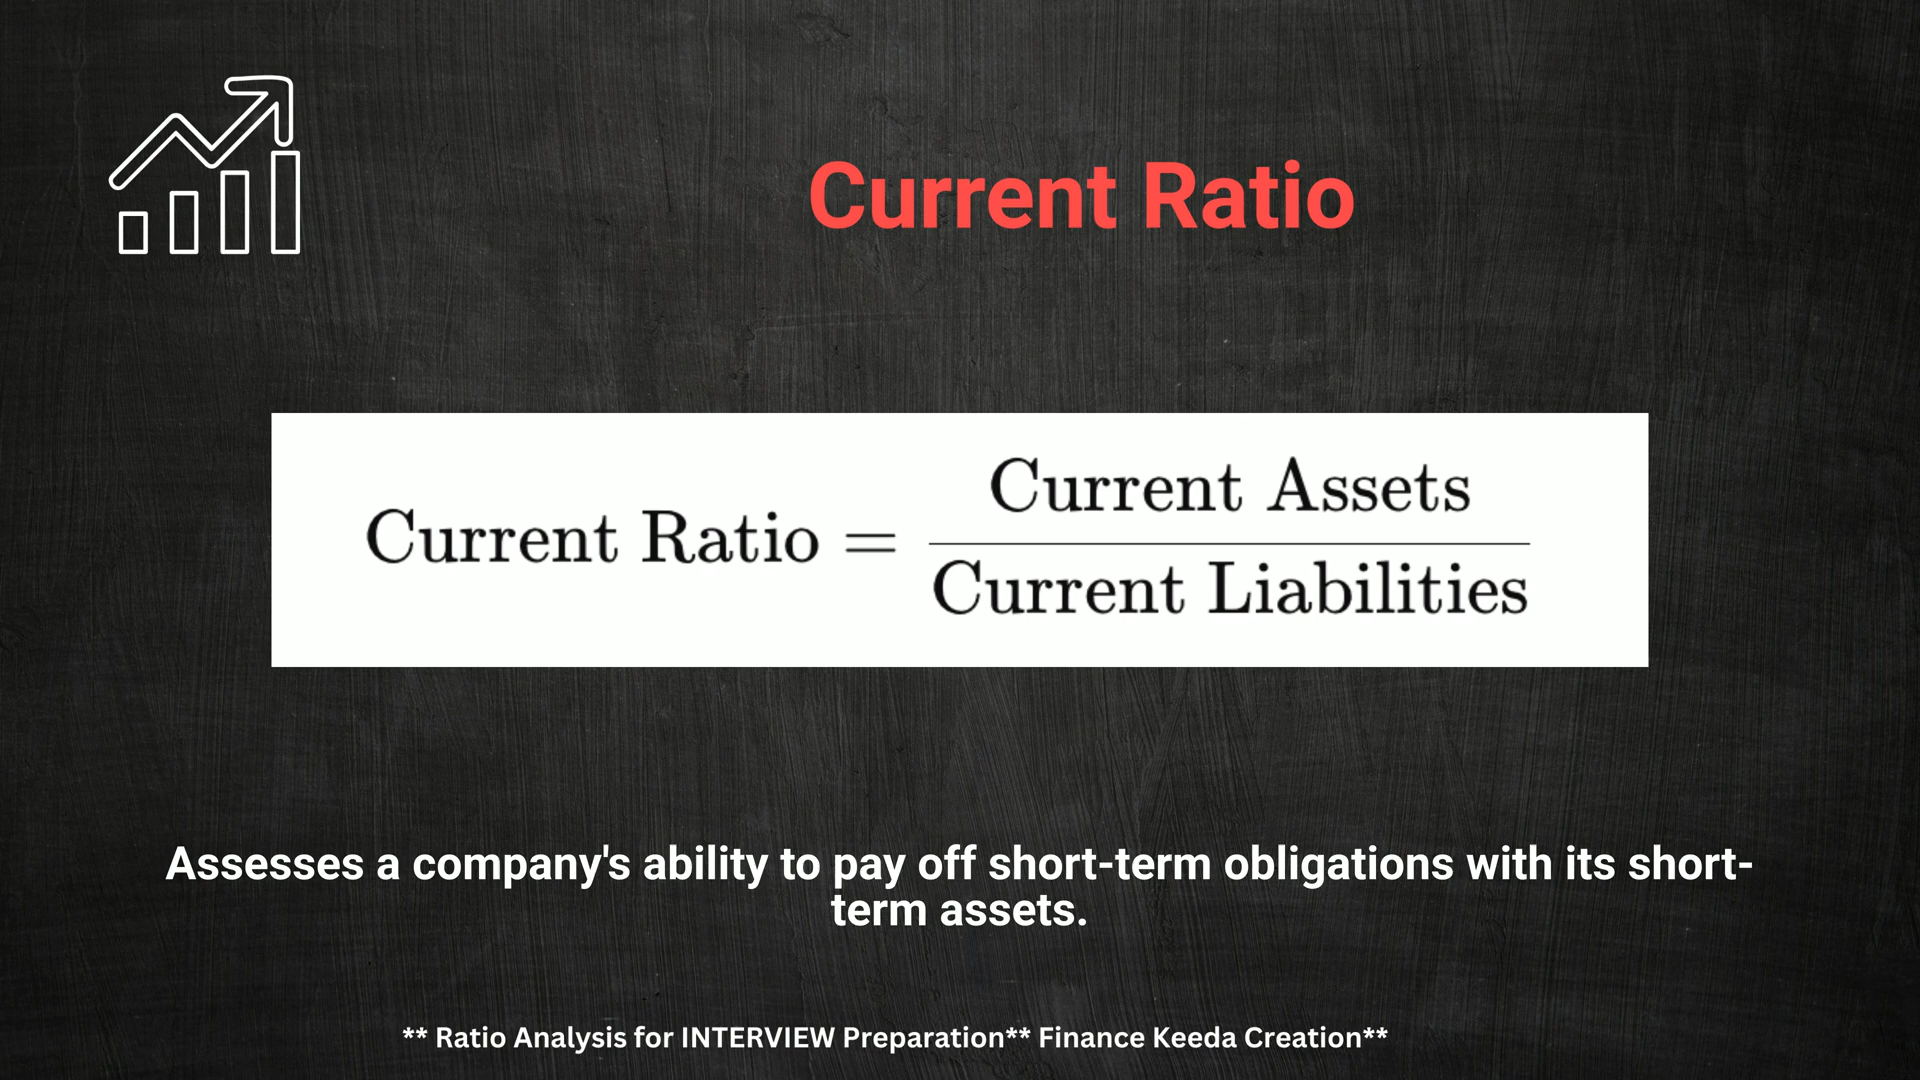 Current Ratio
Current Ratio = Current Assets / Current Liabilities
Assesses a company's ability to pay off short-term obligations with its short-
term assets.
** Ratio Analysis for INTERVIEW Preparation** Finance Keeda Creation**